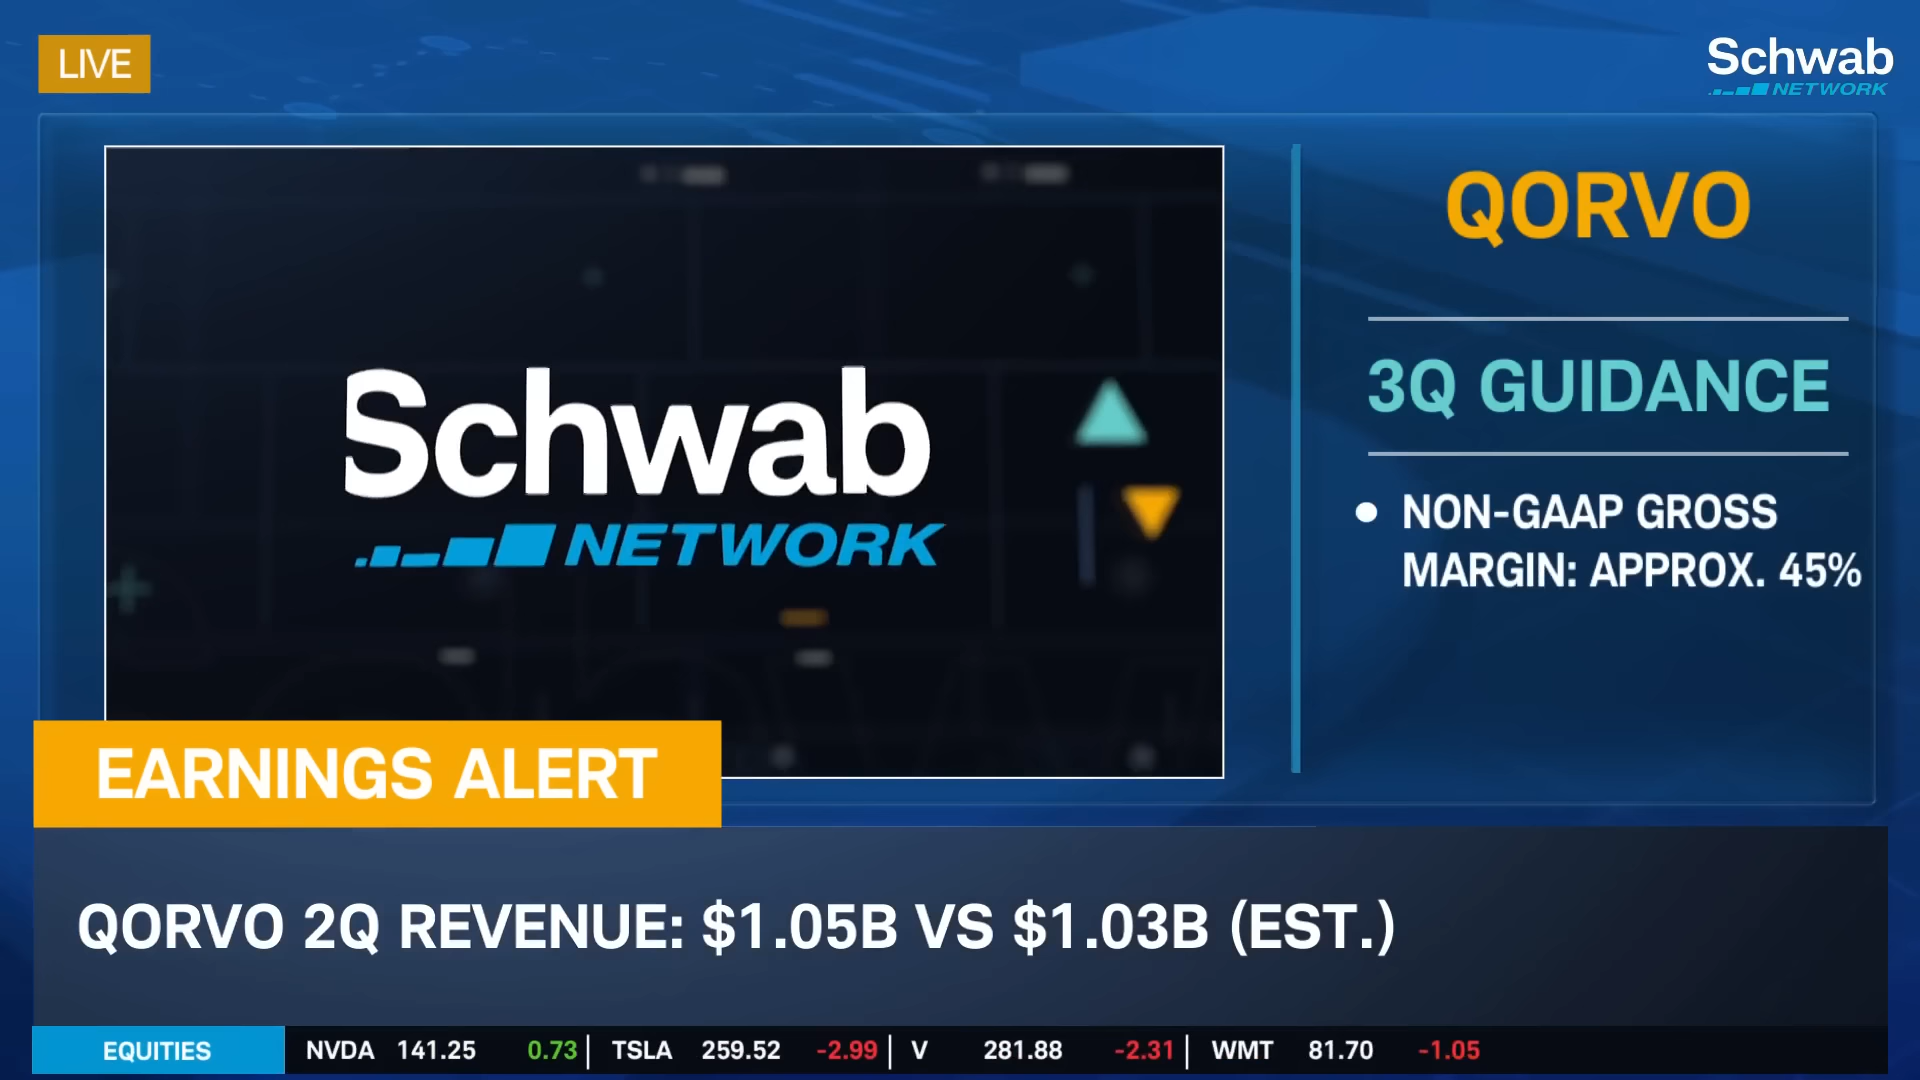 LIVE
Schwab
NETWORK
Schwab
NETWORK
QORVO
3Q GUIDANCE
• NON-GAAP GROSS
MARGIN: APPROX. 45%
EARNINGS ALERT
QORVO 2Q REVENUE: $1.05B VS $1.03B (EST.)
EQUITIES NVDA 141.25 0.73 | TSLA 259.52 -2.99 | V 281.88 -2.31 | WMT 81.70 -1.05